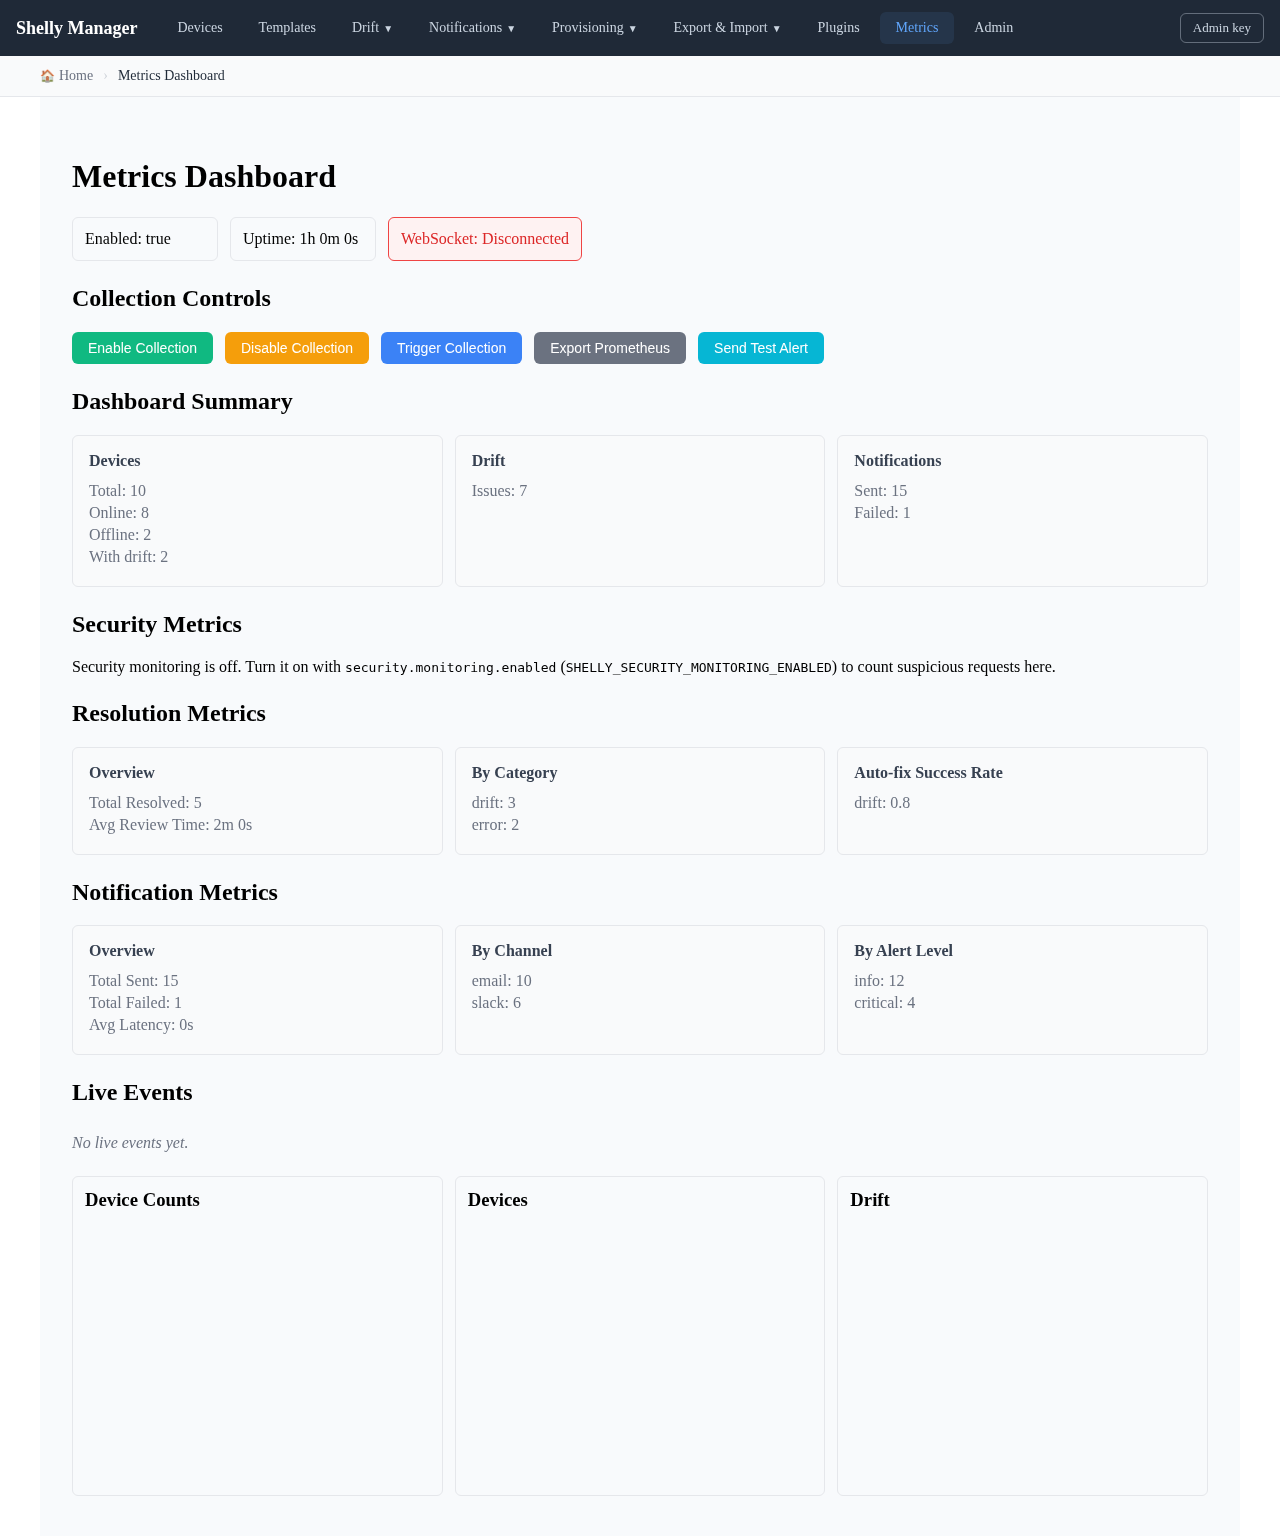 Shelly Manager
Devices
Templates
Drift ▼
Notifications ▼
Provisioning ▼
Export & Import ▼
Plugins
Metrics
Admin
Admin key
🏠 Home › Metrics Dashboard
Metrics Dashboard
Enabled: true
Uptime: 1h 0m 0s
WebSocket: Disconnected
Collection Controls
Enable Collection
Disable Collection
Trigger Collection
Export Prometheus
Send Test Alert
Dashboard Summary
Devices
Total: 10
Online: 8
Offline: 2
With drift: 2
Drift
Issues: 7
Notifications
Sent: 15
Failed: 1
Security Metrics
Security monitoring is off. Turn it on with security.monitoring.enabled (SHELLY_SECURITY_MONITORING_ENABLED) to count suspicious requests here.
Resolution Metrics
Overview
Total Resolved: 5
Avg Review Time: 2m 0s
By Category
drift: 3
error: 2
Auto-fix Success Rate
drift: 0.8
Notification Metrics
Overview
Total Sent: 15
Total Failed: 1
Avg Latency: 0s
By Channel
email: 10
slack: 6
By Alert Level
info: 12
critical: 4
Live Events
No live events yet.
Device Counts
Devices
Drift